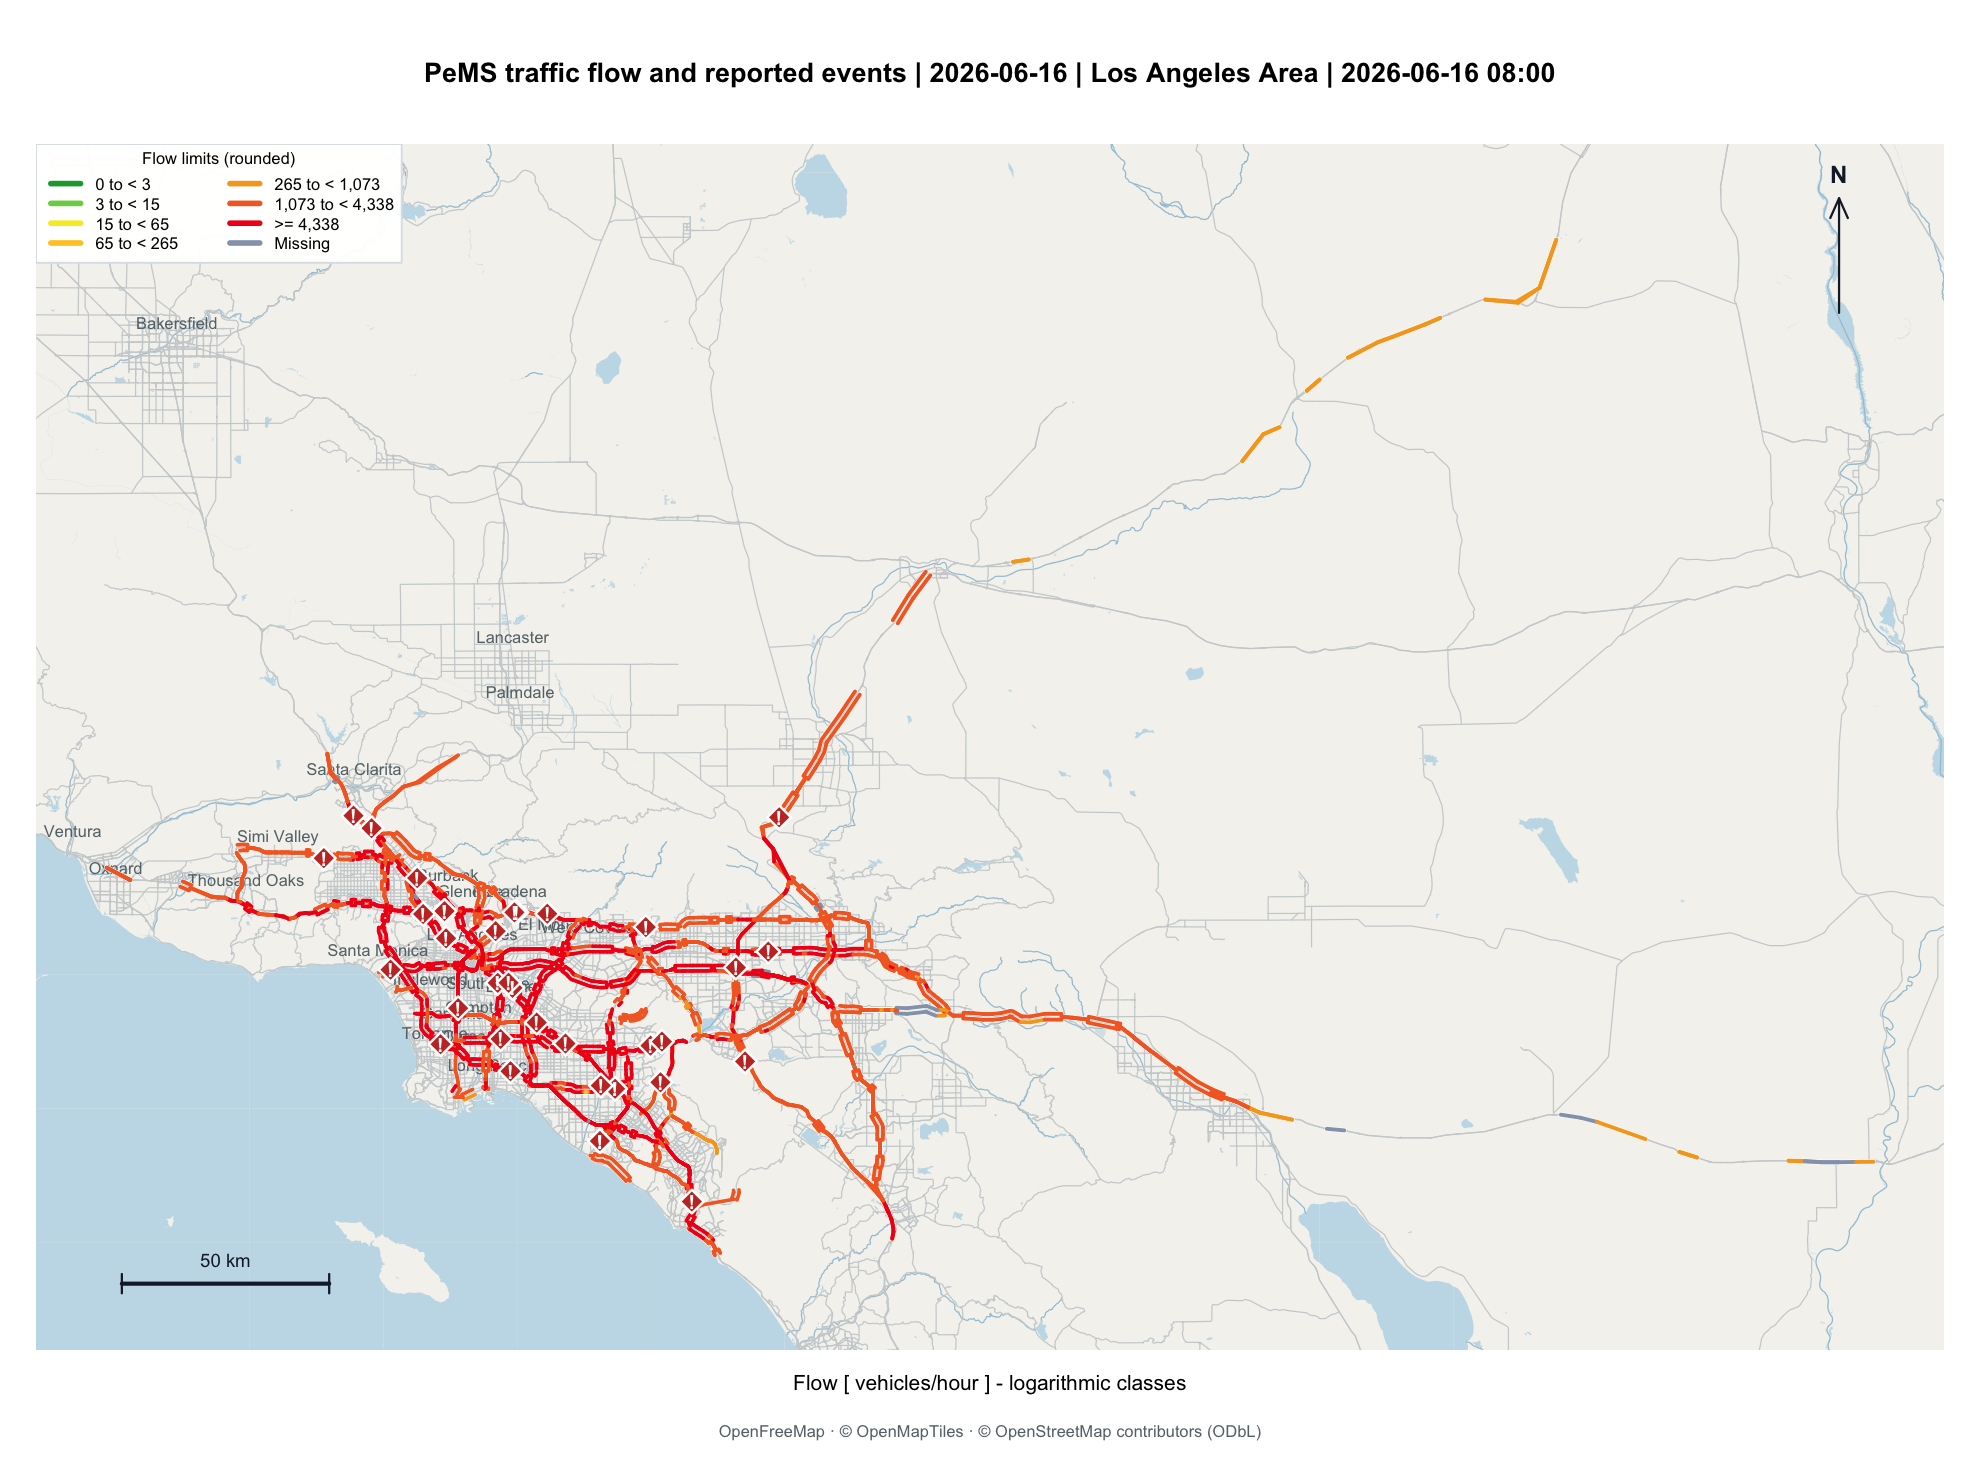 PeMS traffic flow and reported events | 2026-06-16 | Los Angeles Area | 2026-06-16 08:00
Flow limits (rounded)
0 to < 3
3 to < 15
15 to < 65
65 to < 265
265 to < 1,073
1,073 to < 4,338
>= 4,338
Missing
N
Bakersfield
Lancaster
Palmdale
Santa Clarita
Ventura
Simi Valley
Oxnard
Thousand Oaks
Santa Monica
50 km
Flow [ vehicles/hour ] - logarithmic classes
OpenFreeMap · © OpenMapTiles · © OpenStreetMap contributors (ODbL)